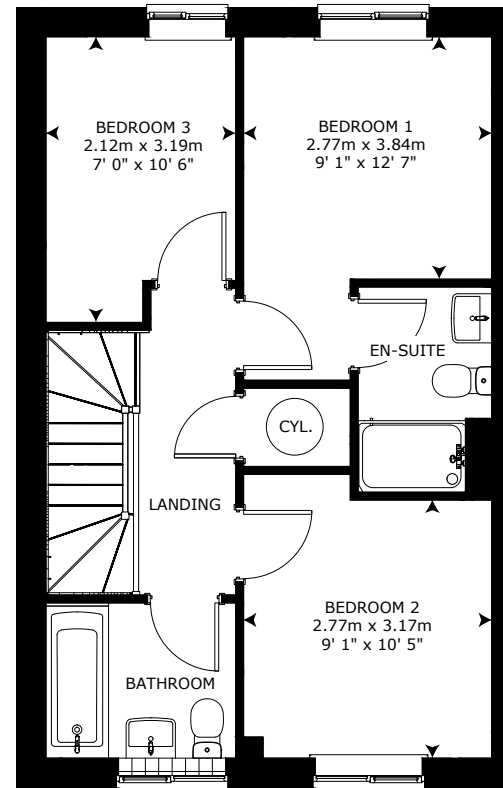 BEDROOM 3
2.12m x 3.19m
7' 0" x 10' 6"
BEDROOM 1
2.77m x 3.84m
9' 1" x 12' 7"
EN-SUITE
CYL.
LANDING
BEDROOM 2
2.77m x 3.17m
9' 1" x 10' 5"
BATHROOM